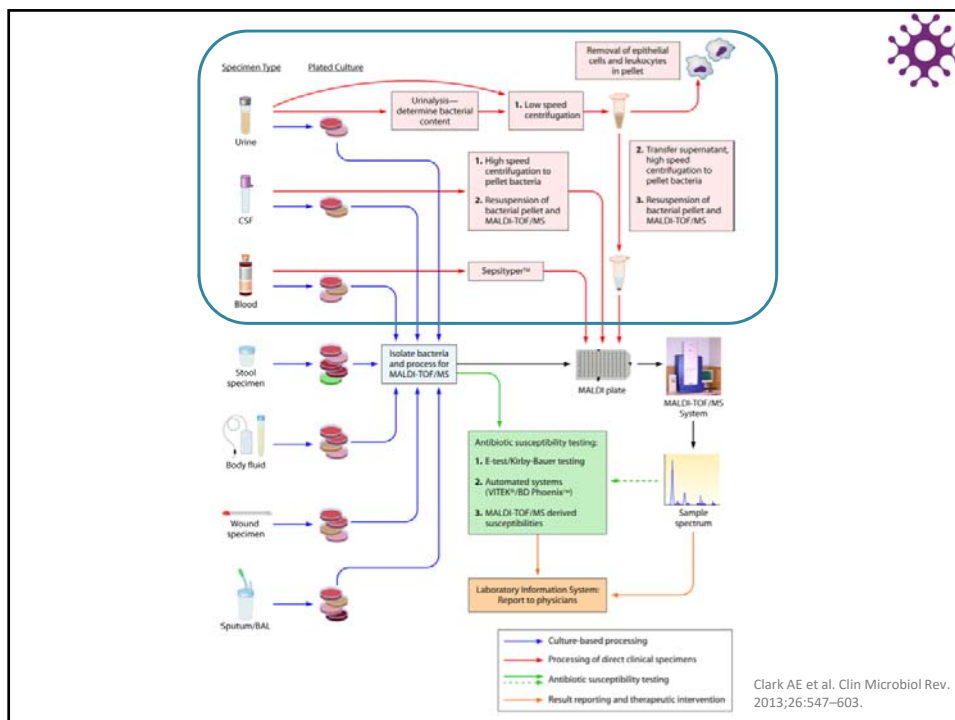 Specimen Type
Plated Culture
Removal of epithelial
cells and leukocytes
in pellet
Urinalysis—
determine bacterial
content
1. Low speed
centrifugation
Urine
1. High speed
centrifugation to
pellet bacteria
2. Resuspension of
bacterial pellet and
MALDI-TOF/MS
2. Transfer supernatant,
high speed
centrifugation to
pellet bacteria
3. Resuspension of
bacterial pellet and
MALDI-TOF/MS
CSF
Sepsityper™
Blood
Isolate bacteria
and process for
MALDI-TOF/MS
Stool
specimen
MALDI plate
MALDI-TOF/MS
System
Body fluid
Antibiotic susceptibility testing:
1. E-test/Kirby-Bauer testing
2. Automated systems
(VITEK®/BD Phoenix™)
3. MALDI-TOF/MS derived
susceptibilities
Sample
spectrum
Wound
specimen
Laboratory Information System:
Report to physicians
Sputum/BAL
Culture-based processing
Processing of direct clinical specimens
Antibiotic susceptibility testing
Result reporting and therapeutic intervention
Clark AE et al. Clin Microbiol Rev.
2013;26:547–603.